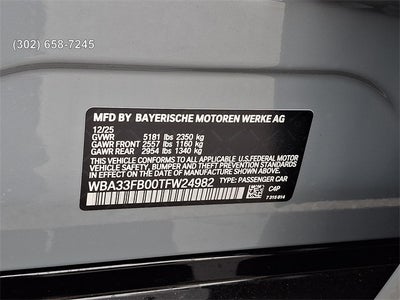 (302) 658-7245
MFD BY BAYERISCHE MOTOREN WERKE AG
12/25
GVWR 5181 lbs 2350 kg
GAWR FRONT 2557 lbs 1160 kg
GAWR REAR 2954 lbs 1340 kg
THIS VEHICLE CONFORMS TO ALL APPLICABLE U.S. FEDERAL MOTOR
VEHICLE SAFETY, BUMPER, AND THEFT PREVENTION STANDARDS
IN EFFECT ON THE DATE OF MANUFACTURE SHOWN ABOVE.
WBA33FB00TFW24982 TYPE: PASSENGER CAR
C4P
7 315 814